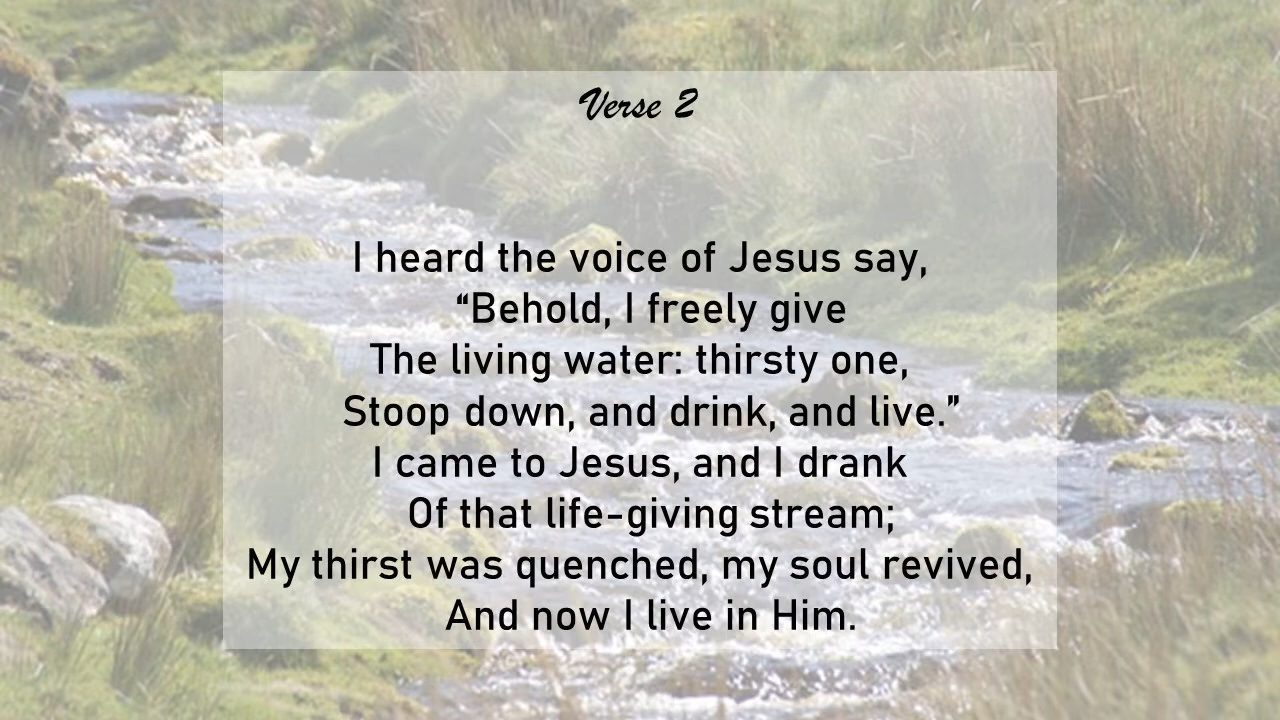 Verse 2
I heard the voice of Jesus say,
“Behold, I freely give
The living water: thirsty one,
Stoop down, and drink, and live.”
I came to Jesus, and I drank
Of that life-giving stream;
My thirst was quenched, my soul revived,
And now I live in Him.